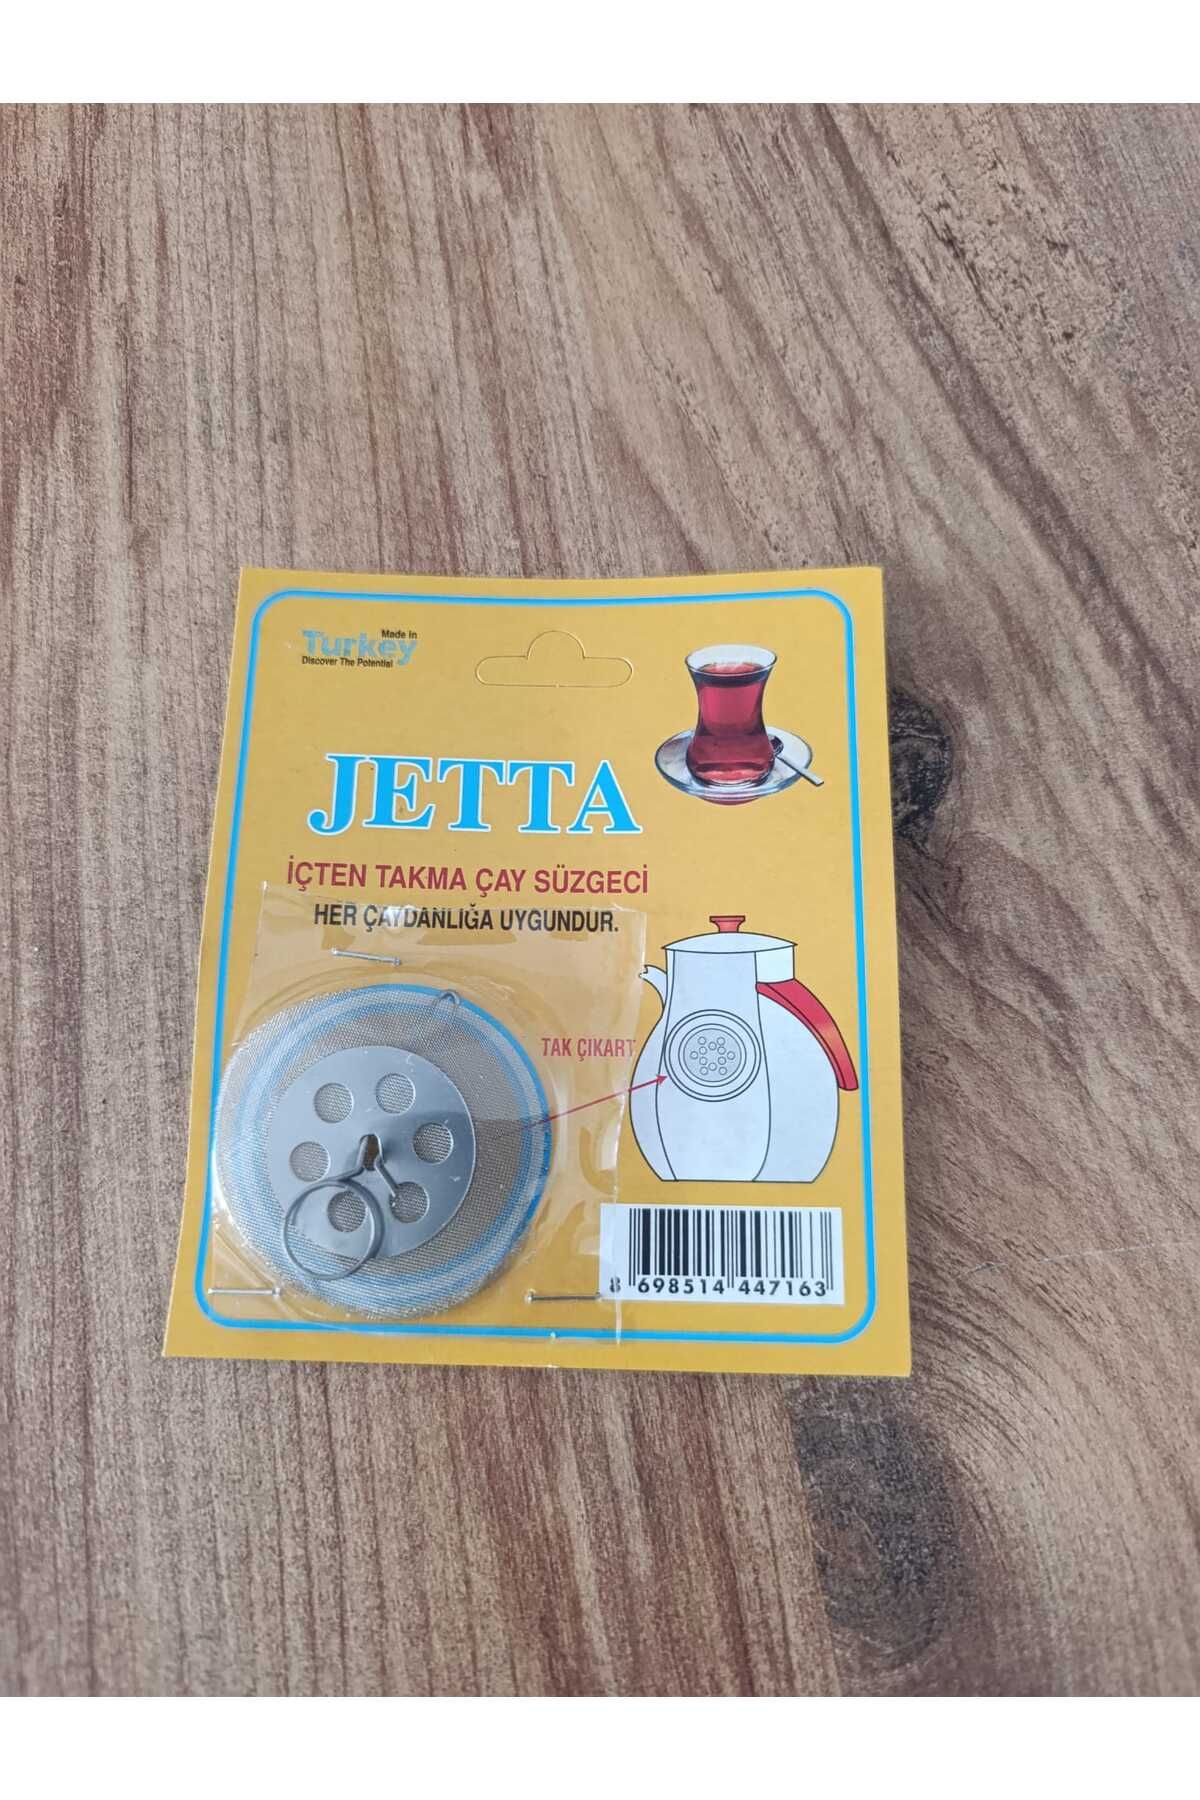 Made in
Turkey
Discover The Potential
JETTA
İÇTEN TAKMA ÇAY SÜZGECİ
HER ÇAYDANLIĞA UYGUNDUR.
TAK ÇIKART
8 698514 447163